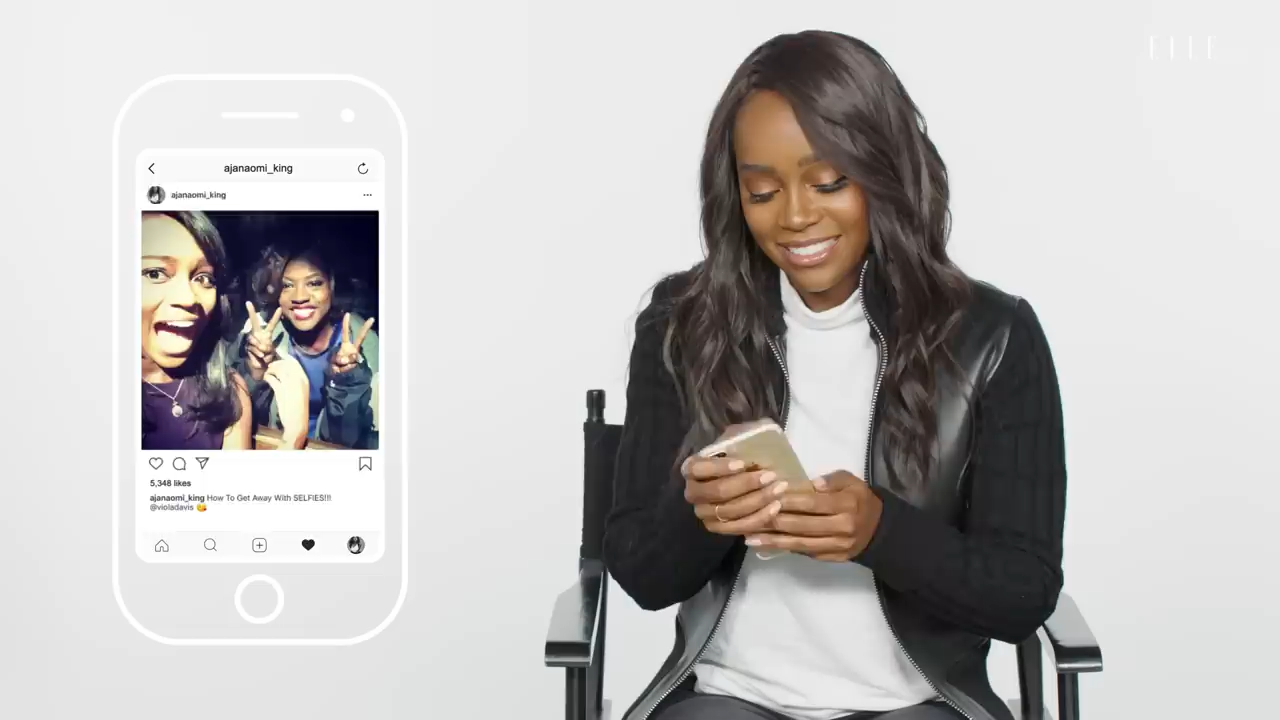 ELLE
ajanaomi_king
ajanaomi_king
5,348 likes
ajanaomi_king How To Get Away With SELFIES!!!
@violadavis 😘